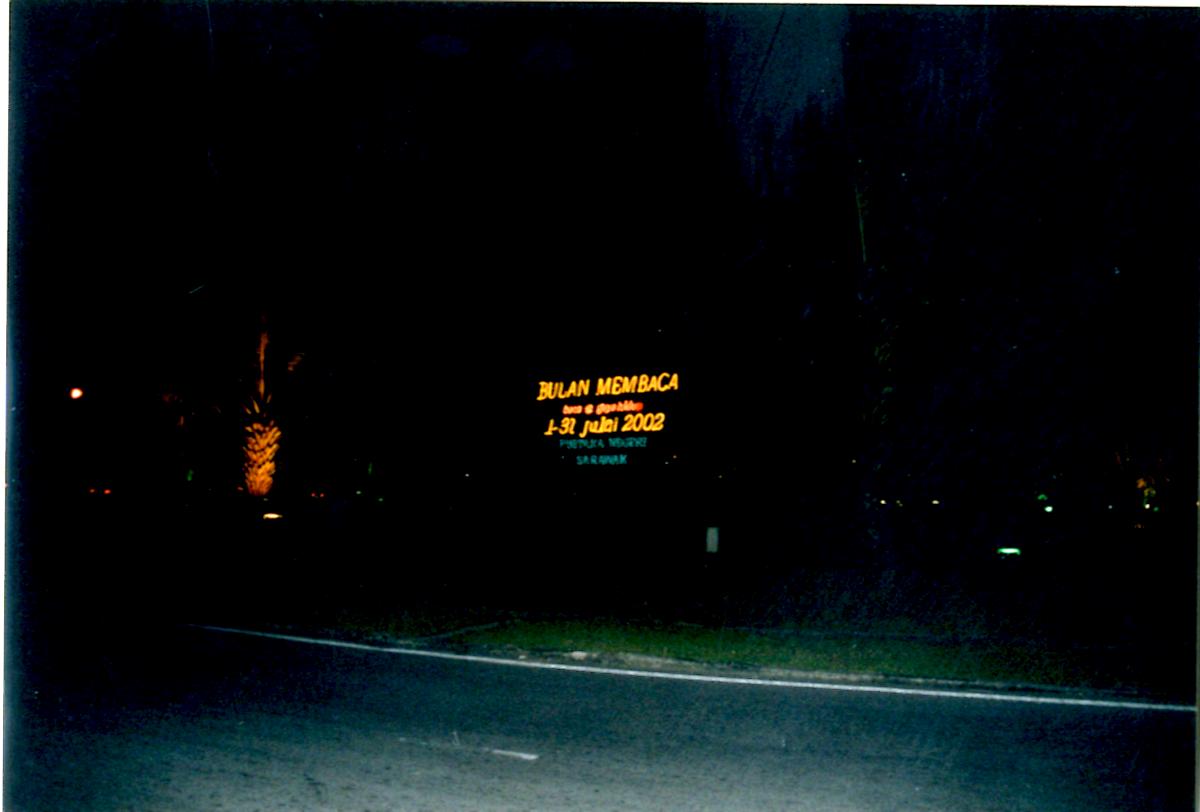 BULAN MEMBACA
1-31 julai 2002
PUSTAKA NEGERI
SARAWAK